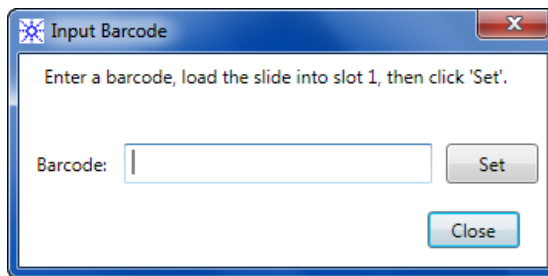 Input Barcode
Enter a barcode, load the slide into slot 1, then click 'Set'.
Barcode:
Set
Close